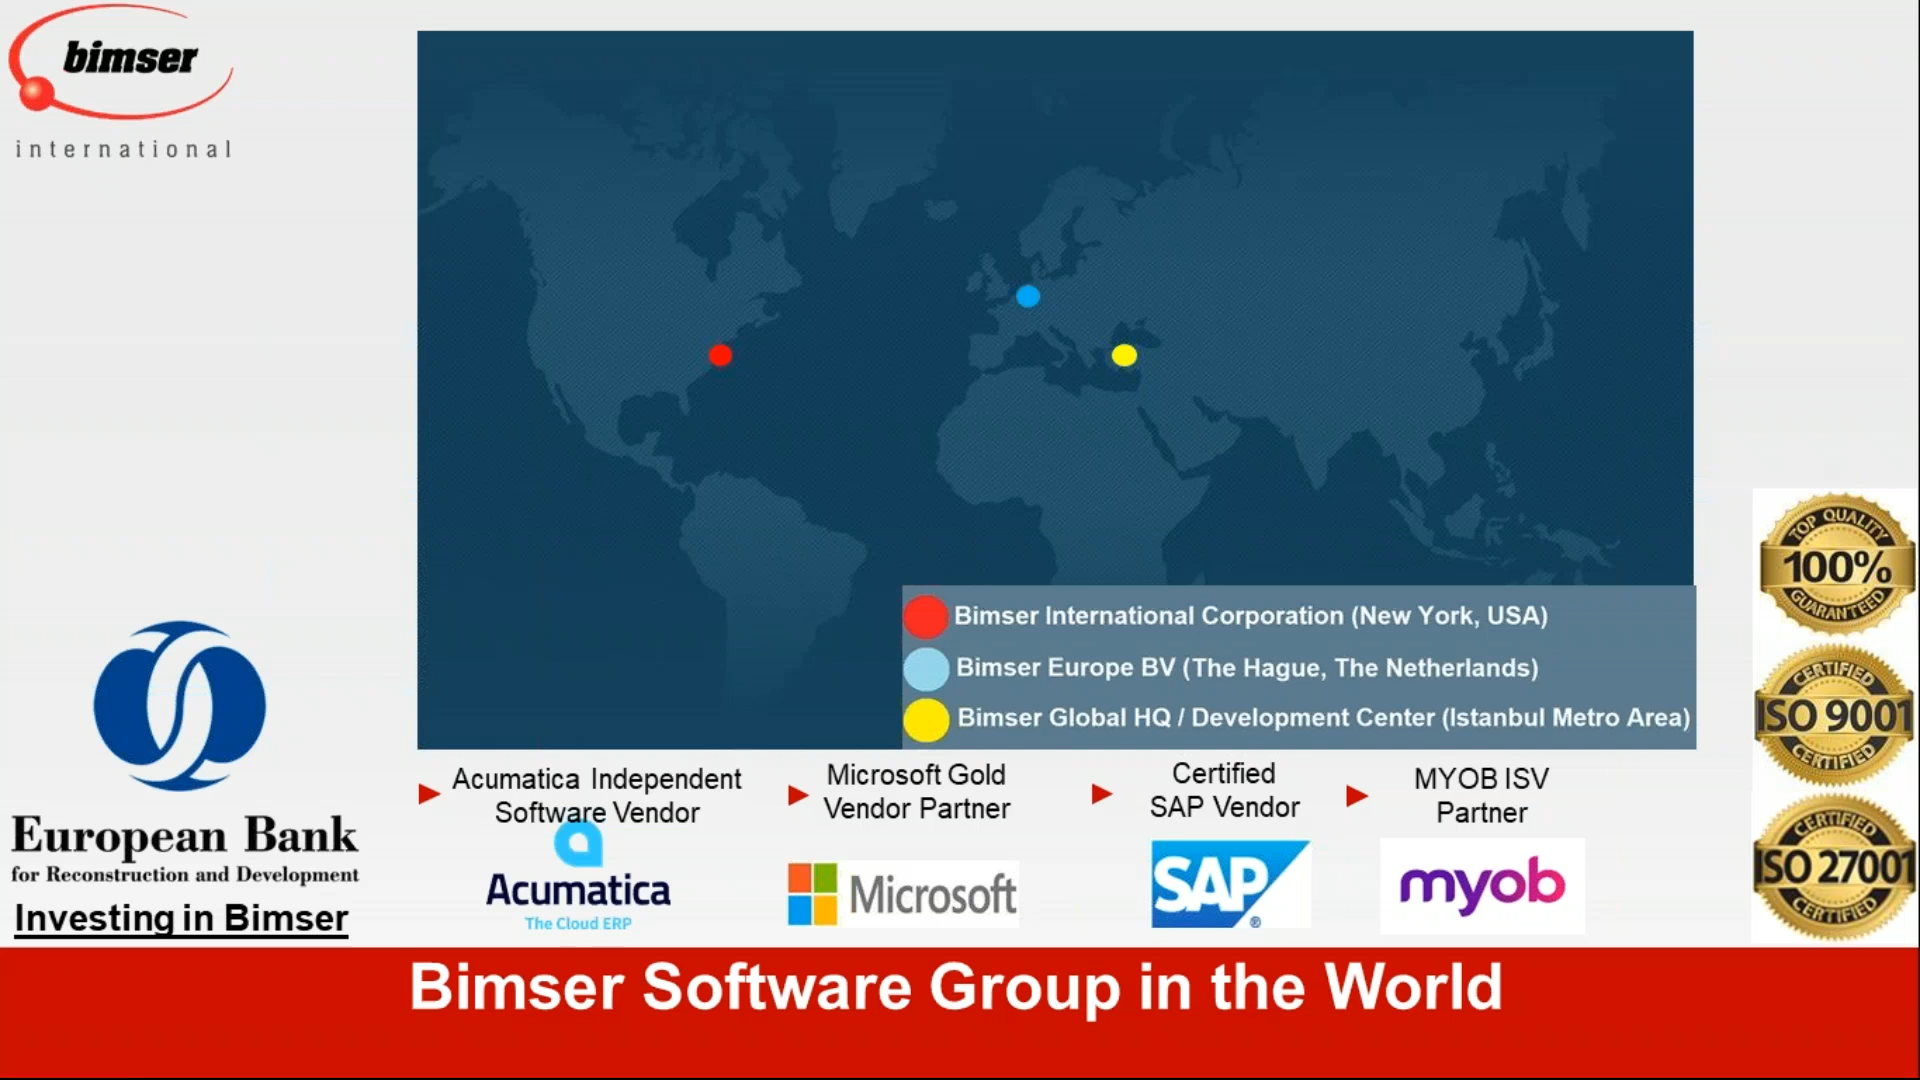 bimser
international
Bimser International Corporation (New York, USA)
Bimser Europe BV (The Hague, The Netherlands)
Bimser Global HQ / Development Center (Istanbul Metro Area)
TOP QUALITY
100%
GUARANTEED
CERTIFIED
ISO 9001
CERTIFIED
CERTIFIED
ISO 27001
CERTIFIED
European Bank
for Reconstruction and Development
Investing in Bimser
Acumatica Independent
Software Vendor
Acumatica
The Cloud ERP
Microsoft Gold
Vendor Partner
Microsoft
Certified
SAP Vendor
SAP
®
MYOB ISV
Partner
myob
Bimser Software Group in the World